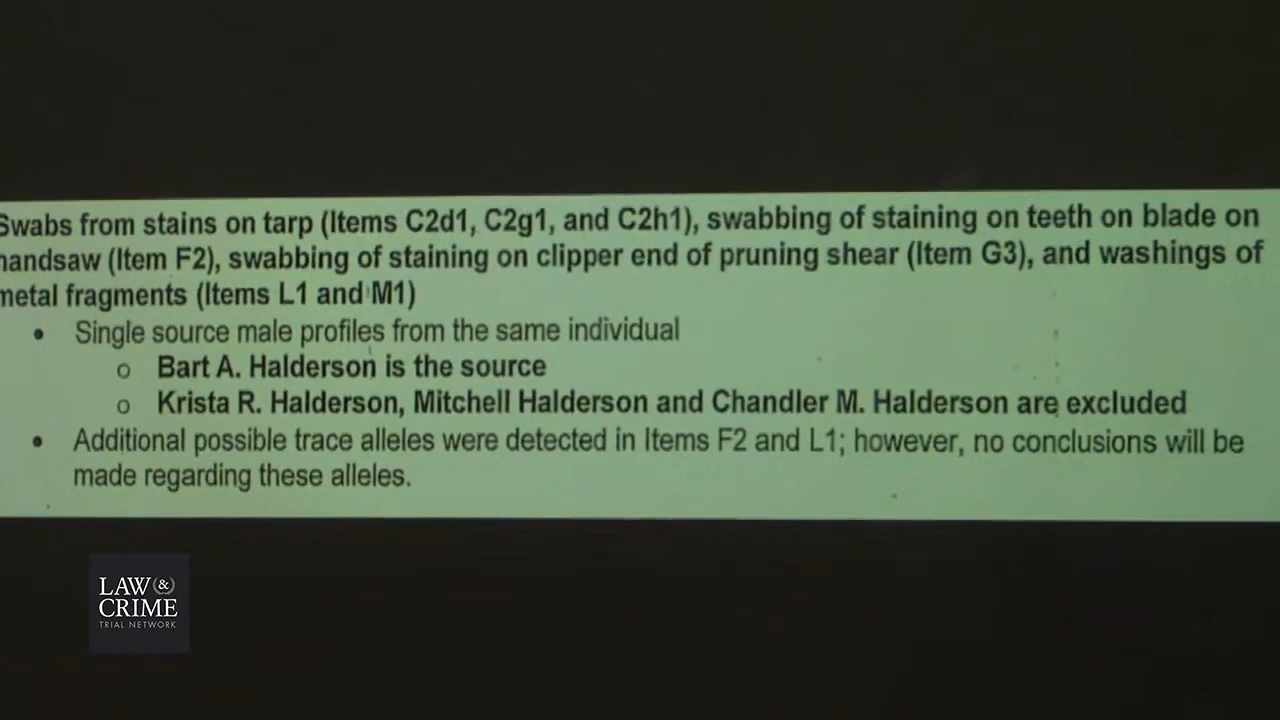 Swabs from stains on tarp (Items C2d1, C2g1, and C2h1), swabbing of staining on teeth on blade on
handsaw (Item F2), swabbing of staining on clipper end of pruning shear (Item G3), and washings of
metal fragments (Items L1 and M1)
• Single source male profiles from the same individual
o Bart A. Halderson is the source
o Krista R. Halderson, Mitchell Halderson and Chandler M. Halderson are excluded
• Additional possible trace alleles were detected in Items F2 and L1; however, no conclusions will be
made regarding these alleles.
LAW &
CRIME
TRIAL NETWORK